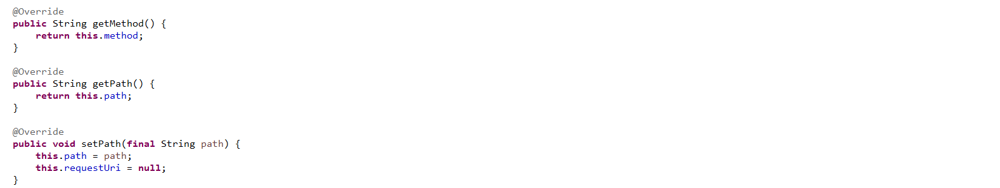 @Override
public String getMethod() {
    return this.method;
}

@Override
public String getPath() {
    return this.path;
}

@Override
public void setPath(final String path) {
    this.path = path;
    this.requestUri = null;
}